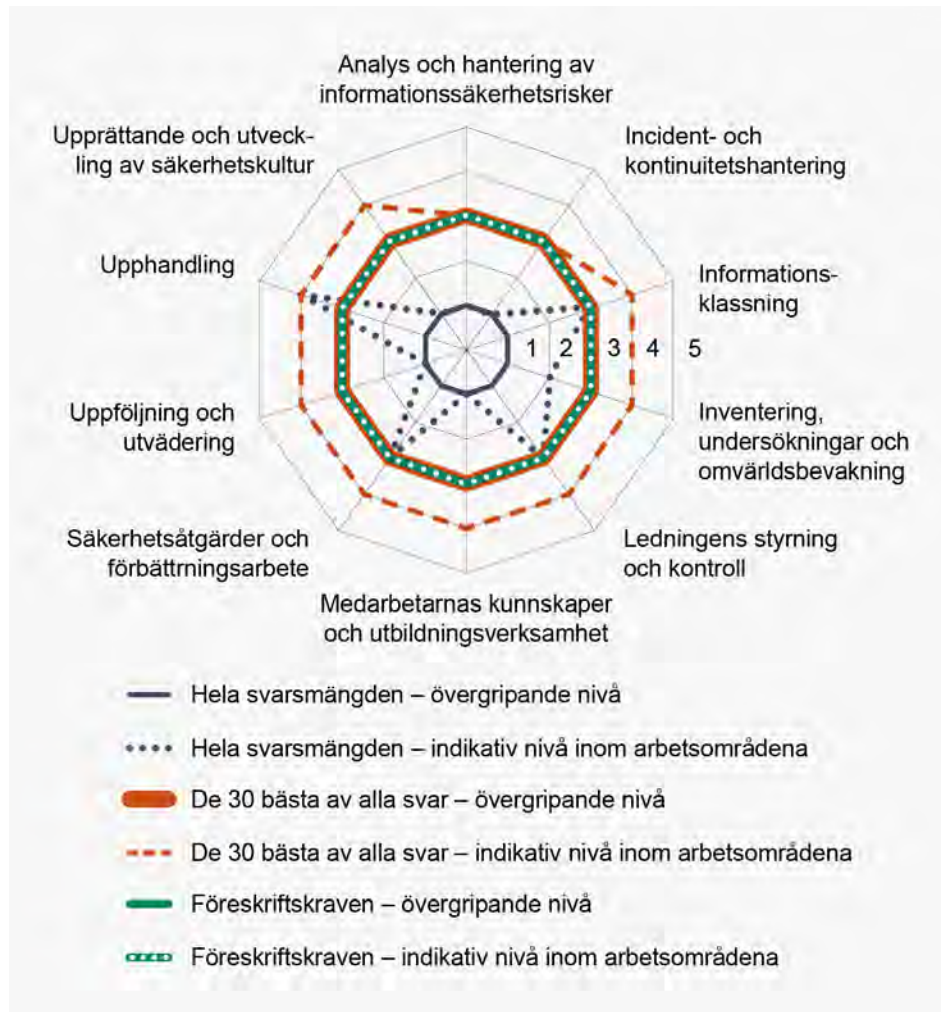 Analys och hantering av
informationssäkerhetsrisker
Upprättande och utveck-
ling av säkerhetskultur
Incident- och
kontinuitetshantering
Upphandling
Informations-
klassning
1 2 3 4 5
Uppföljning och
utvädering
Inventering,
undersökningar och
omvärldsbevakning
Säkerhetsåtgärder och
förbättrningsarbete
Ledningens styrning
och kontroll
Medarbetarnas kunnskaper
och utbildningsverksamhet
Hela svarsmängden – övergripande nivå
Hela svarsmängden – indikativ nivå inom arbetsområdena
De 30 bästa av alla svar – övergripande nivå
De 30 bästa av alla svar – indikativ nivå inom arbetsområdena
Föreskriftskraven – övergripande nivå
Föreskriftskraven – indikativ nivå inom arbetsområdena